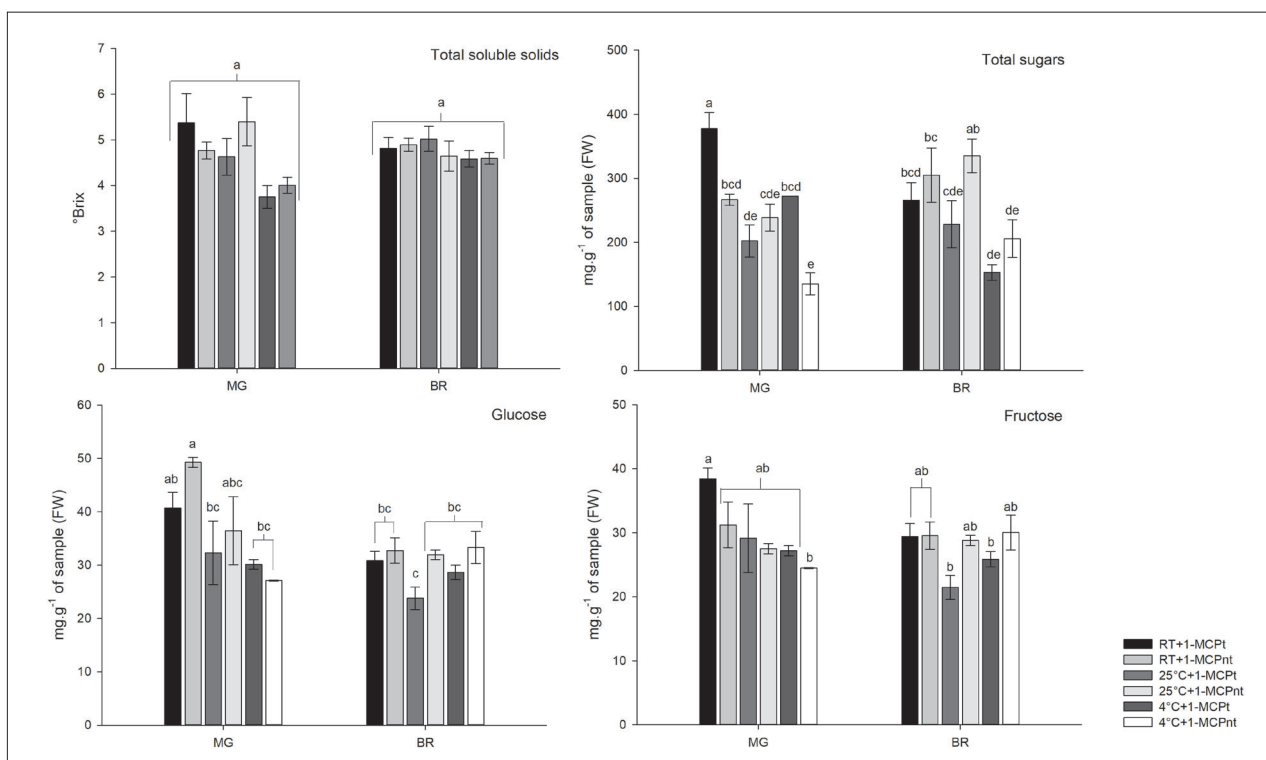 Total soluble solids
a
a
7
6
5
4
3
2
1
0
°Brix
MG
BR
Total sugars
500
400
300
200
100
0
mg.g⁻¹ of sample (FW)
a
bcd
de
cde
bcd
e
bcd
bc
cde
ab
de
de
MG
BR
Glucose
60
50
40
30
20
10
0
mg.g⁻¹ of sample (FW)
ab
a
bc
abc
bc
bc
c
bc
MG
BR
Fructose
50
40
30
20
10
0
mg.g⁻¹ of sample (FW)
a
ab
b
ab
b
ab
b
ab
MG
BR
RT+1-MCPt
RT+1-MCPnt
25°C+1-MCPt
25°C+1-MCPnt
4°C+1-MCPt
4°C+1-MCPnt